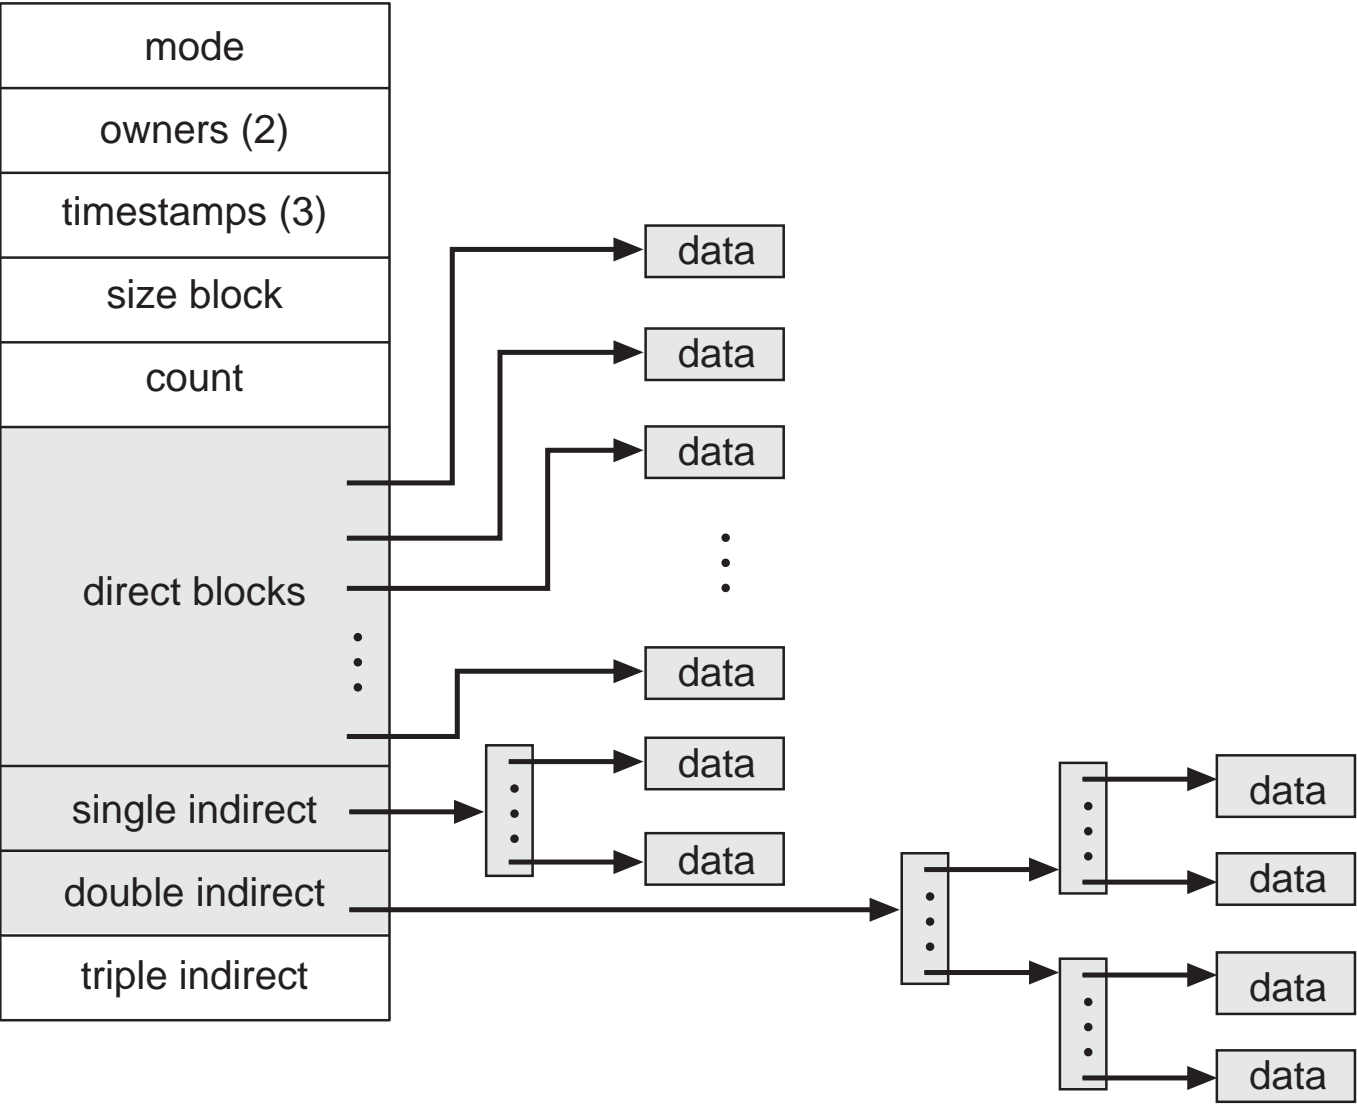 mode
owners (2)
timestamps (3)
size block
count
direct blocks
single indirect
double indirect
triple indirect
data
data
data
data
data
data
data
data
data
data